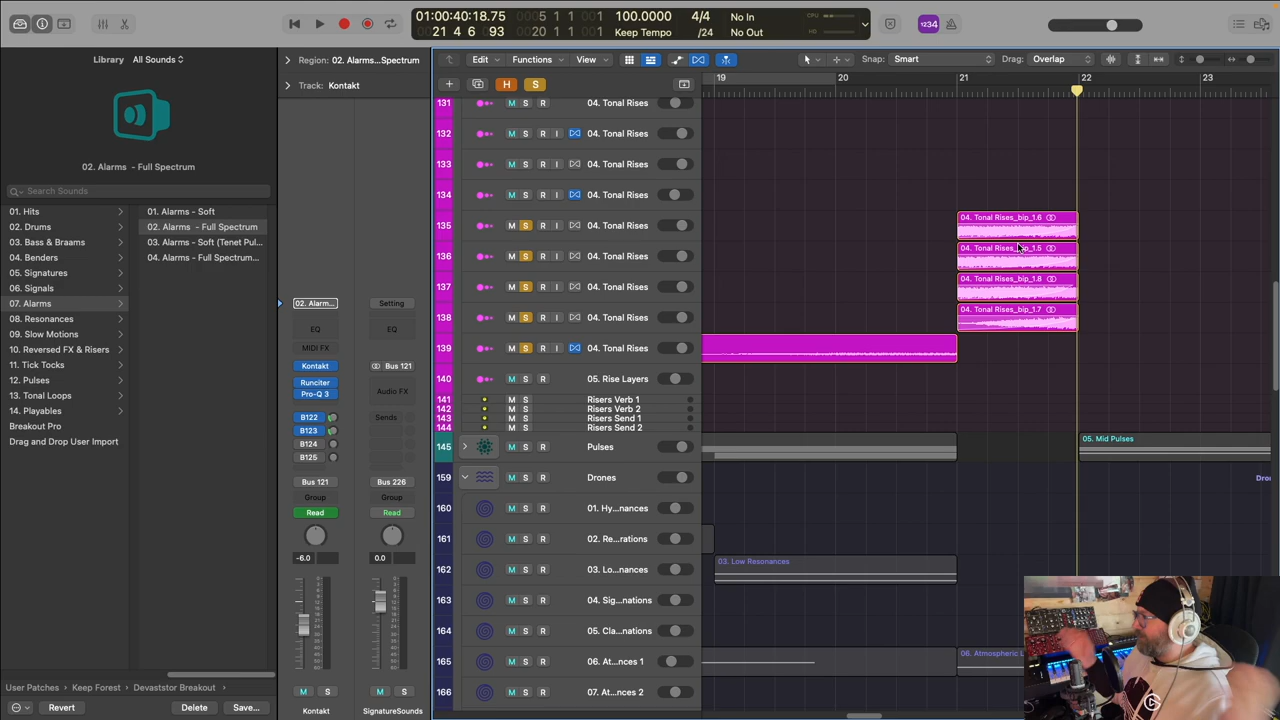 01:00:40:18.75
21 4 6 93
5 1 1 1
20 1 1 1
100.0000
Keep Tempo
4/4
/24
No In
No Out
CPU
HD
1234
Library All Sounds
02. Alarms - Full Spectrum
Search Sounds
01. Hits
02. Drums
03. Bass & Braams
04. Benders
05. Signatures
06. Signals
07. Alarms
08. Resonances
09. Slow Motions
10. Reversed FX & Risers
11. Tick Tocks
12. Pulses
13. Tonal Loops
14. Playables
Breakout Pro
Drag and Drop User Import
01. Alarms - Soft
02. Alarms - Full Spectrum
03. Alarms - Soft (Tenet Pul...
04. Alarms - Full Spectrum...
User Patches
Keep Forest
Devaststor Breakout
Revert
Delete
Save...
Region: 02. Alarms...Spectrum
Track: Kontakt
02. Alarm...
Setting
EQ
EQ
MIDI FX
Kontakt
Bus 121
Runciter
Pro-Q 3
Audio FX
B122
B123
B124
B125
Sends
Bus 121
Bus 226
Group
Group
Read
Read
-6.0
0.0
M S
M S
Kontakt
SignatureSounds
Edit
Functions
View
Snap: Smart
Drag: Overlap
H
S
19
20
21
22
23
131 M S R 04. Tonal Rises
132 M S R I 04. Tonal Rises
133 M S R I 04. Tonal Rises
134 M S R I 04. Tonal Rises
135 M S R I 04. Tonal Rises
136 M S R I 04. Tonal Rises
137 M S R I 04. Tonal Rises
138 M S R I 04. Tonal Rises
139 M S R I 04. Tonal Rises
140 M S R 05. Rise Layers
141 M S Risers Verb 1
142 M S Risers Verb 2
143 M S Risers Send 1
144 M S Risers Send 2
145 M S R Pulses
159 M S R Drones
160 M S R 01. Hy...nances
161 M S R 02. Re...rations
162 M S R 03. Lo...nances
163 M S R 04. Sig...nations
164 M S R 05. Cla...nations
165 M S R 06. At...nces 1
166 M S R 07. At...nces 2
04. Tonal Rises_bip_1.6
04. Tonal Rises_bip_1.5
04. Tonal Rises_bip_1.8
04. Tonal Rises_bip_1.7
05. Mid Pulses
Dro
03. Low Resonances
06. Atmospheric